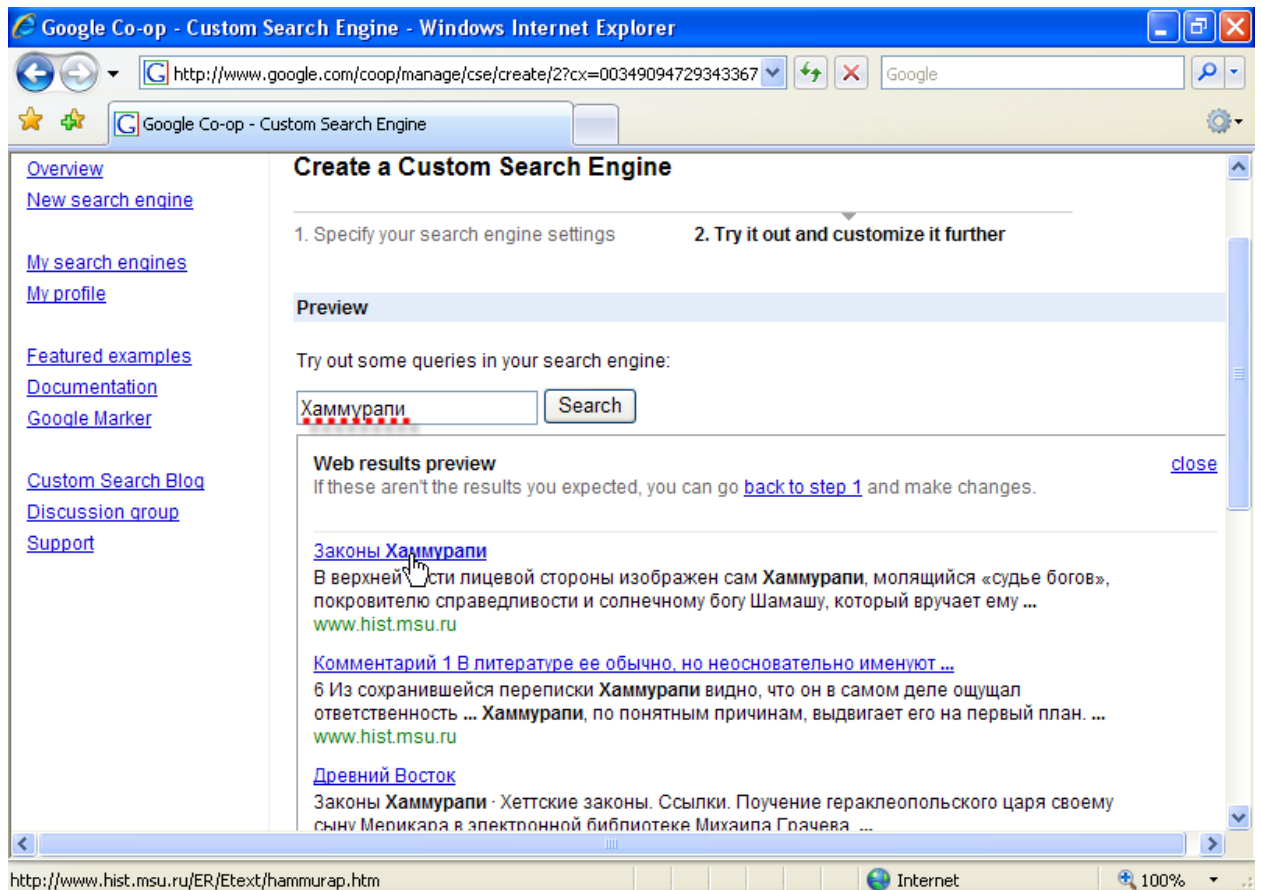 Google Co-op - Custom Search Engine - Windows Internet Explorer
http://www.google.com/coop/manage/cse/create/2?cx=00349094729343367
Google
Google Co-op - Custom Search Engine
Overview
New search engine
My search engines
My profile
Featured examples
Documentation
Google Marker
Custom Search Blog
Discussion group
Support
Create a Custom Search Engine
1. Specify your search engine settings
2. Try it out and customize it further
Preview
Try out some queries in your search engine:
Хаммурапи
Search
Web results preview
close
If these aren't the results you expected, you can go back to step 1 and make changes.
Законы Хаммурапи
В верхней сти лицевой стороны изображен сам Хаммурапи, молящийся «судье богов»,
покровителю справедливости и солнечному богу Шамашу, который вручает ему ...
www.hist.msu.ru
Комментарий 1 В литературе ее обычно, но неосновательно именуют ...
6 Из сохранившейся переписки Хаммурапи видно, что он в самом деле ощущал
ответственность ... Хаммурапи, по понятным причинам, выдвигает его на первый план. ...
www.hist.msu.ru
Древний Восток
Законы Хаммурапи · Хеттские законы. Ссылки. Поучение гераклеопольского царя своему
сыну Мерикара в электронной библиотеке Михаила Грачева. ...
http://www.hist.msu.ru/ER/Etext/hammurap.htm
Internet
100%